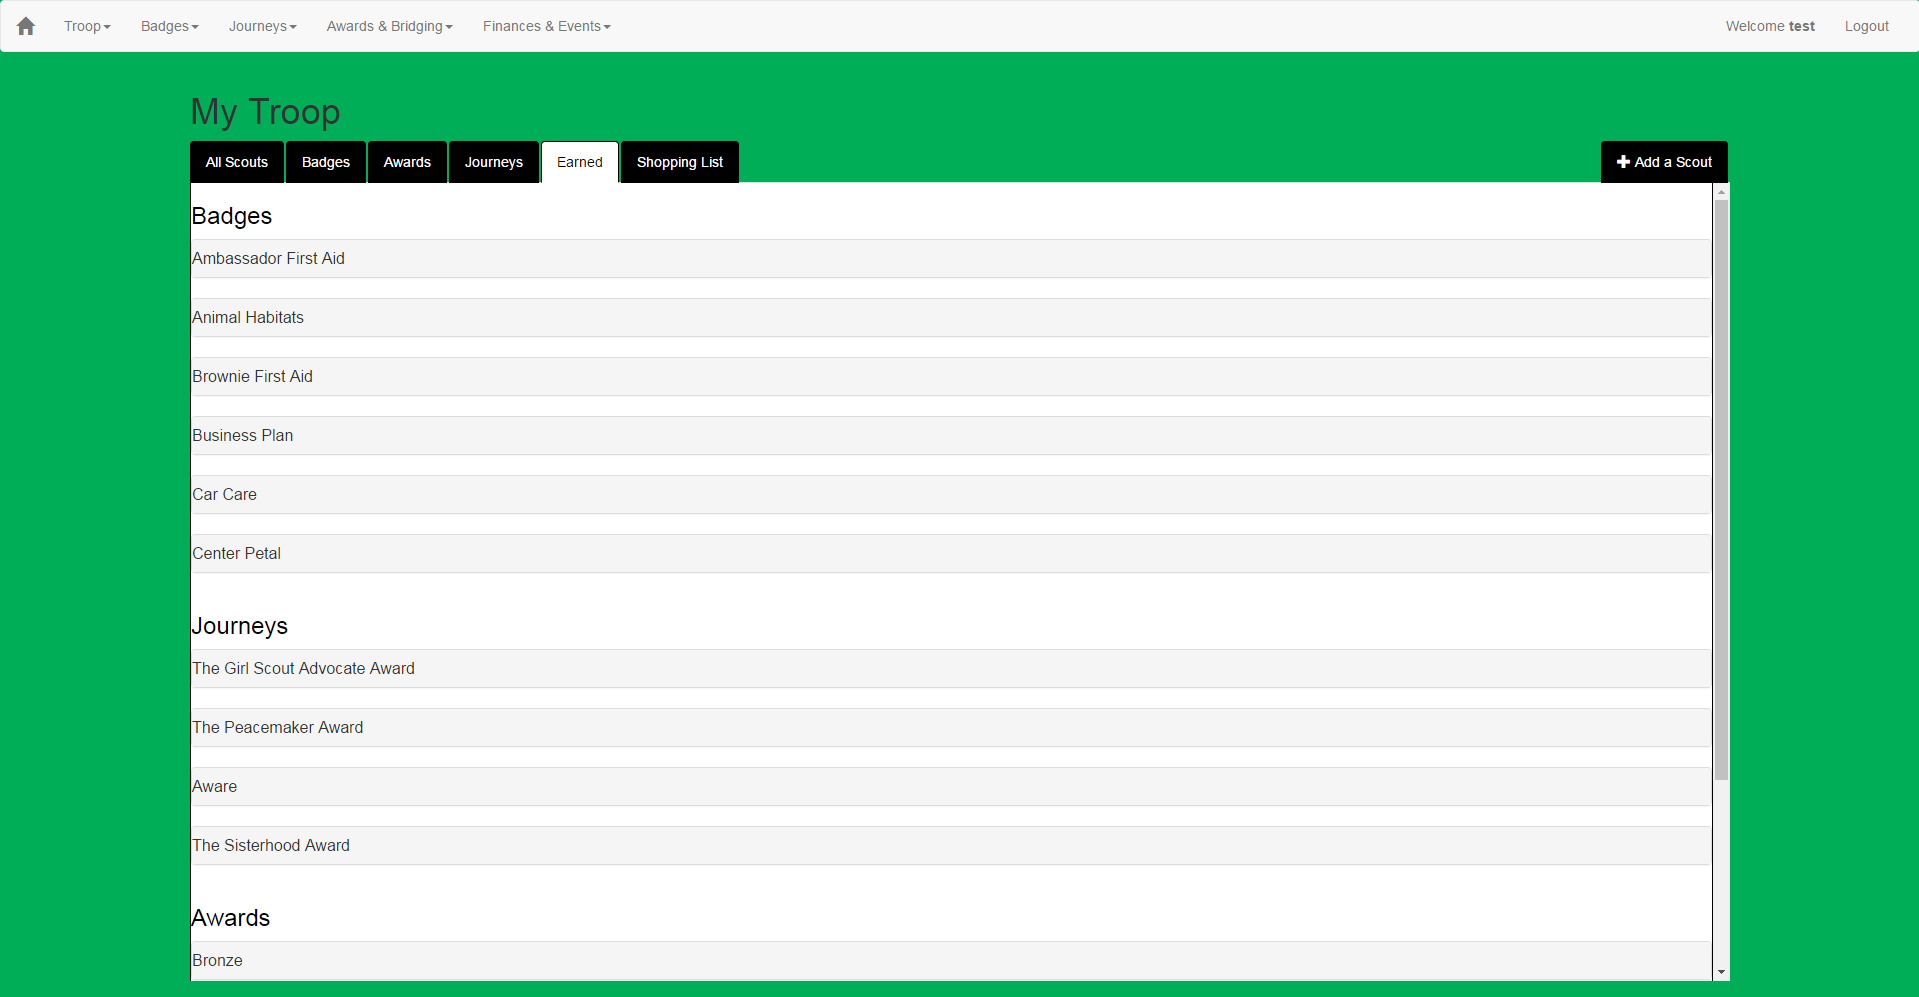 Troop Badges Journeys Awards & Bridging Finances & Events Welcome test Logout
My Troop
All Scouts Badges Awards Journeys Earned Shopping List Add a Scout
Badges
Ambassador First Aid
Animal Habitats
Brownie First Aid
Business Plan
Car Care
Center Petal
Journeys
The Girl Scout Advocate Award
The Peacemaker Award
Aware
The Sisterhood Award
Awards
Bronze